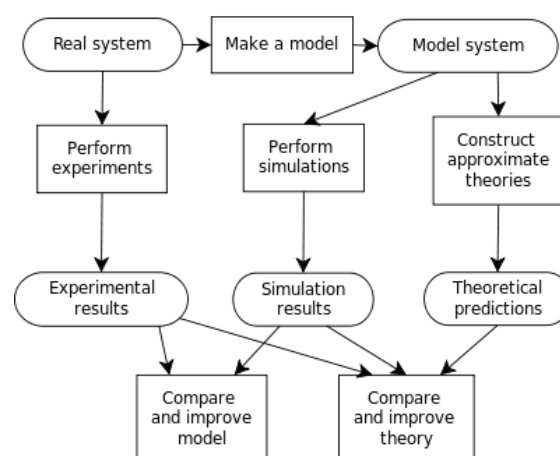 Real system
Make a model
Model system
Perform
experiments
Perform
simulations
Construct
approximate
theories
Experimental
results
Simulation
results
Theoretical
predictions
Compare
and improve
model
Compare
and improve
theory